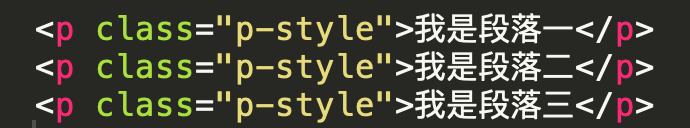 <p class="p-style">我是段落一</p>
<p class="p-style">我是段落二</p>
<p class="p-style">我是段落三</p>